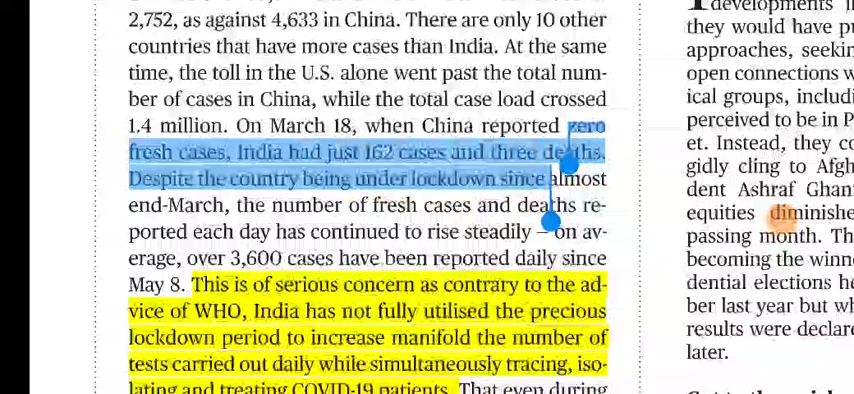 2,752, as against 4,633 in China. There are only 10 other
countries that have more cases than India. At the same
time, the toll in the U.S. alone went past the total num-
ber of cases in China, while the total case load crossed
1.4 million. On March 18, when China reported zero
fresh cases, India had just 162 cases and three deaths.
Despite the country being under lockdown since almost
end-March, the number of fresh cases and deaths re-
ported each day has continued to rise steadily – on av-
erage, over 3,600 cases have been reported daily since
May 8. This is of serious concern as contrary to the ad-
vice of WHO, India has not fully utilised the precious
lockdown period to increase manifold the number of
tests carried out daily while simultaneously tracing, iso-
lating and treating COVID-19 patients. That even during
developments
they would have
approaches, seekin
open connections w
ical groups, includi
perceived to be in P
et. Instead, they co
gidly cling to Afgh
dent Ashraf Ghan
equities diminishe
passing month. Th
becoming the winn
dential elections he
ber last year but wh
results were declare
later.